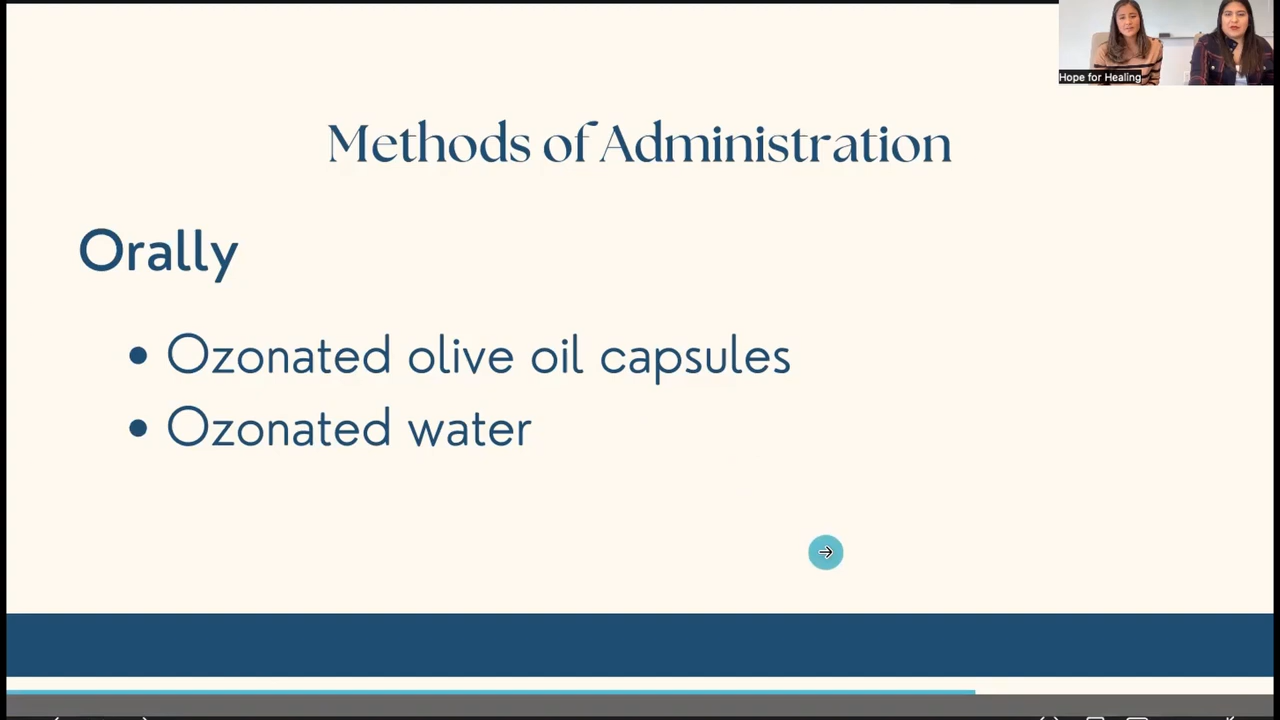 Hope for Healing
Methods of Administration
Orally
• Ozonated olive oil capsules
• Ozonated water